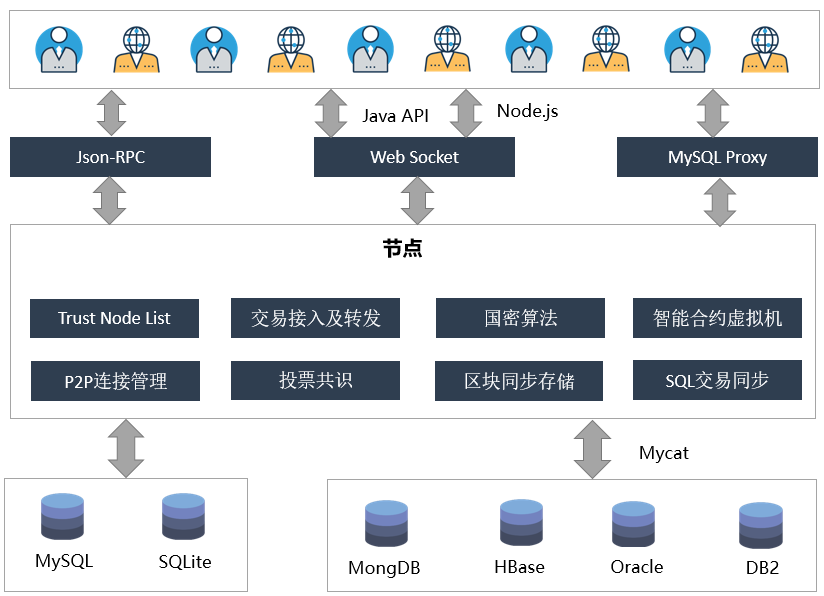 Java API
Node.js
Json-RPC
Web Socket
MySQL Proxy
节点
Trust Node List
交易接入及转发
国密算法
智能合约虚拟机
P2P连接管理
投票共识
区块同步存储
SQL交易同步
Mycat
MySQL
SQLite
MongDB
HBase
Oracle
DB2